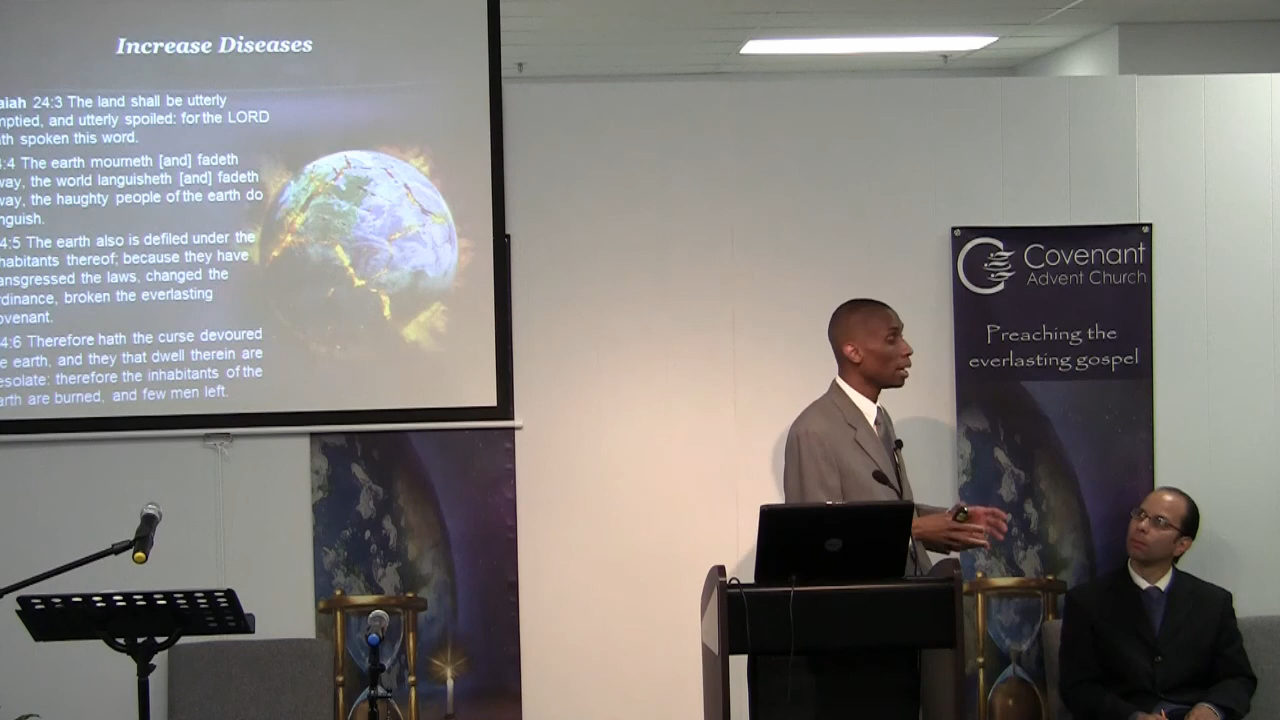 Increase Diseases
aiah 24:3 The land shall be utterly
mptied, and utterly spoiled: for the LORD
ath spoken this word.
4:4 The earth mourneth [and] fadeth
way, the world languisheth [and] fadeth
way, the haughty people of the earth do
nguish.
4:5 The earth also is defiled under the
habitants thereof; because they have
ansgressed the laws, changed the
rdinance, broken the everlasting
ovenant.
4:6 Therefore hath the curse devoured
e earth, and they that dwell therein are
esolate: therefore the inhabitants of the
arth are burned, and few men left.
Covenant
Advent Church
Preaching the
everlasting gospel